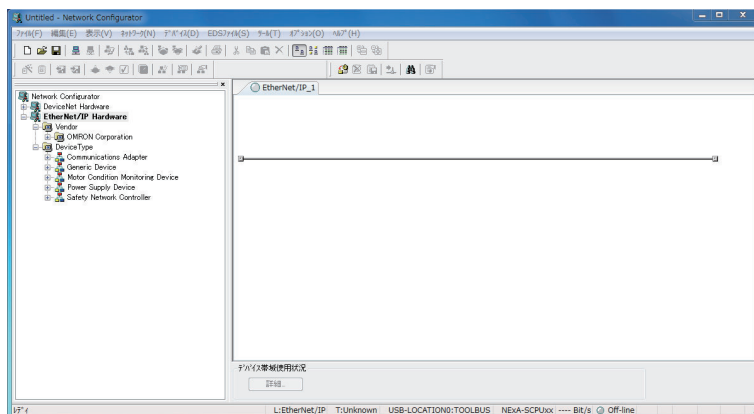 Untitled - Network Configurator
ﾌｧｲﾙ(F) 編集(E) 表示(V) ﾈｯﾄﾜｰｸ(N) ﾃﾞﾊﾞｲｽ(D) EDSﾌｧｲﾙ(S) ﾂｰﾙ(T) ｵﾌﾟｼｮﾝ(O) ﾍﾙﾌﾟ(H)
Network Configurator
DeviceNet Hardware
EtherNet/IP Hardware
Vendor
OMRON Corporation
DeviceType
Communications Adapter
Generic Device
Motor Condition Monitoring Device
Power Supply Device
Safety Network Controller
EtherNet/IP_1
ﾃﾞﾊﾞｲｽ帯域使用状況
詳細...
ﾚﾃﾞｨ
L:EtherNet/IP T:Unknown USB-LOCATION0:TOOLBUS NExA-SCPUxx ---- Bit/s Off-line